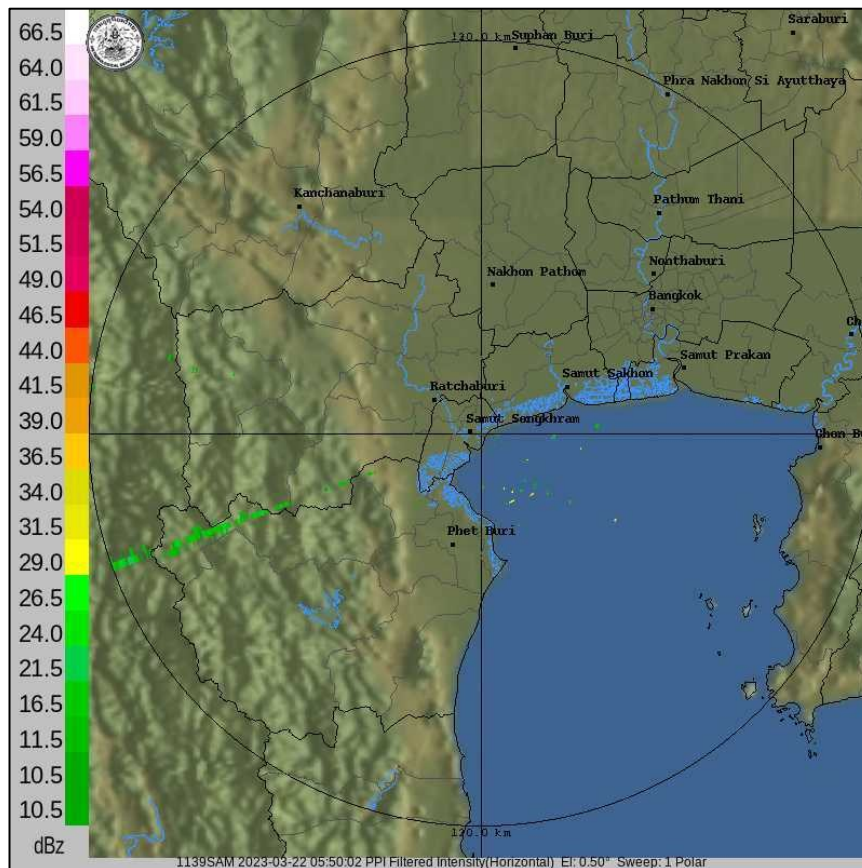 66.5
64.0
61.5
59.0
56.5
54.0
51.5
49.0
46.5
44.0
41.5
39.0
36.5
34.0
31.5
29.0
26.5
24.0
21.5
16.5
11.5
10.5
10.5
dBz
120.0 km
Suphan Buri
Saraburi
Phra Nakhon Si Ayutthaya
Kanchanaburi
Pathum Thani
Nonthaburi
Nakhon Pathom
Bangkok
Ch
Samut Prakan
Samut Sakhon
Ratchaburi
Samut Songkhram
Chon Bu
Phet Buri
120.0 km
1139SAM 2023-03-22 05:50:02 PPI Filtered Intensity(Horizontal) El: 0.50° Sweep: 1 Polar